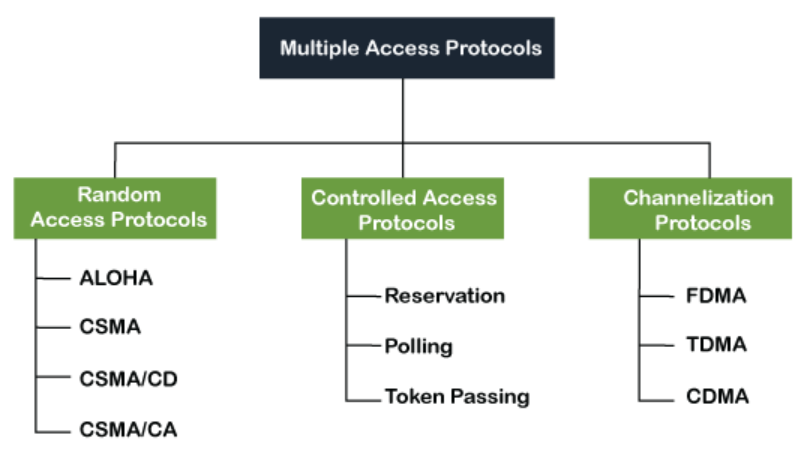 Multiple Access Protocols
Random
Access Protocols
ALOHA
CSMA
CSMA/CD
CSMA/CA
Controlled Access
Protocols
Reservation
Polling
Token Passing
Channelization
Protocols
FDMA
TDMA
CDMA